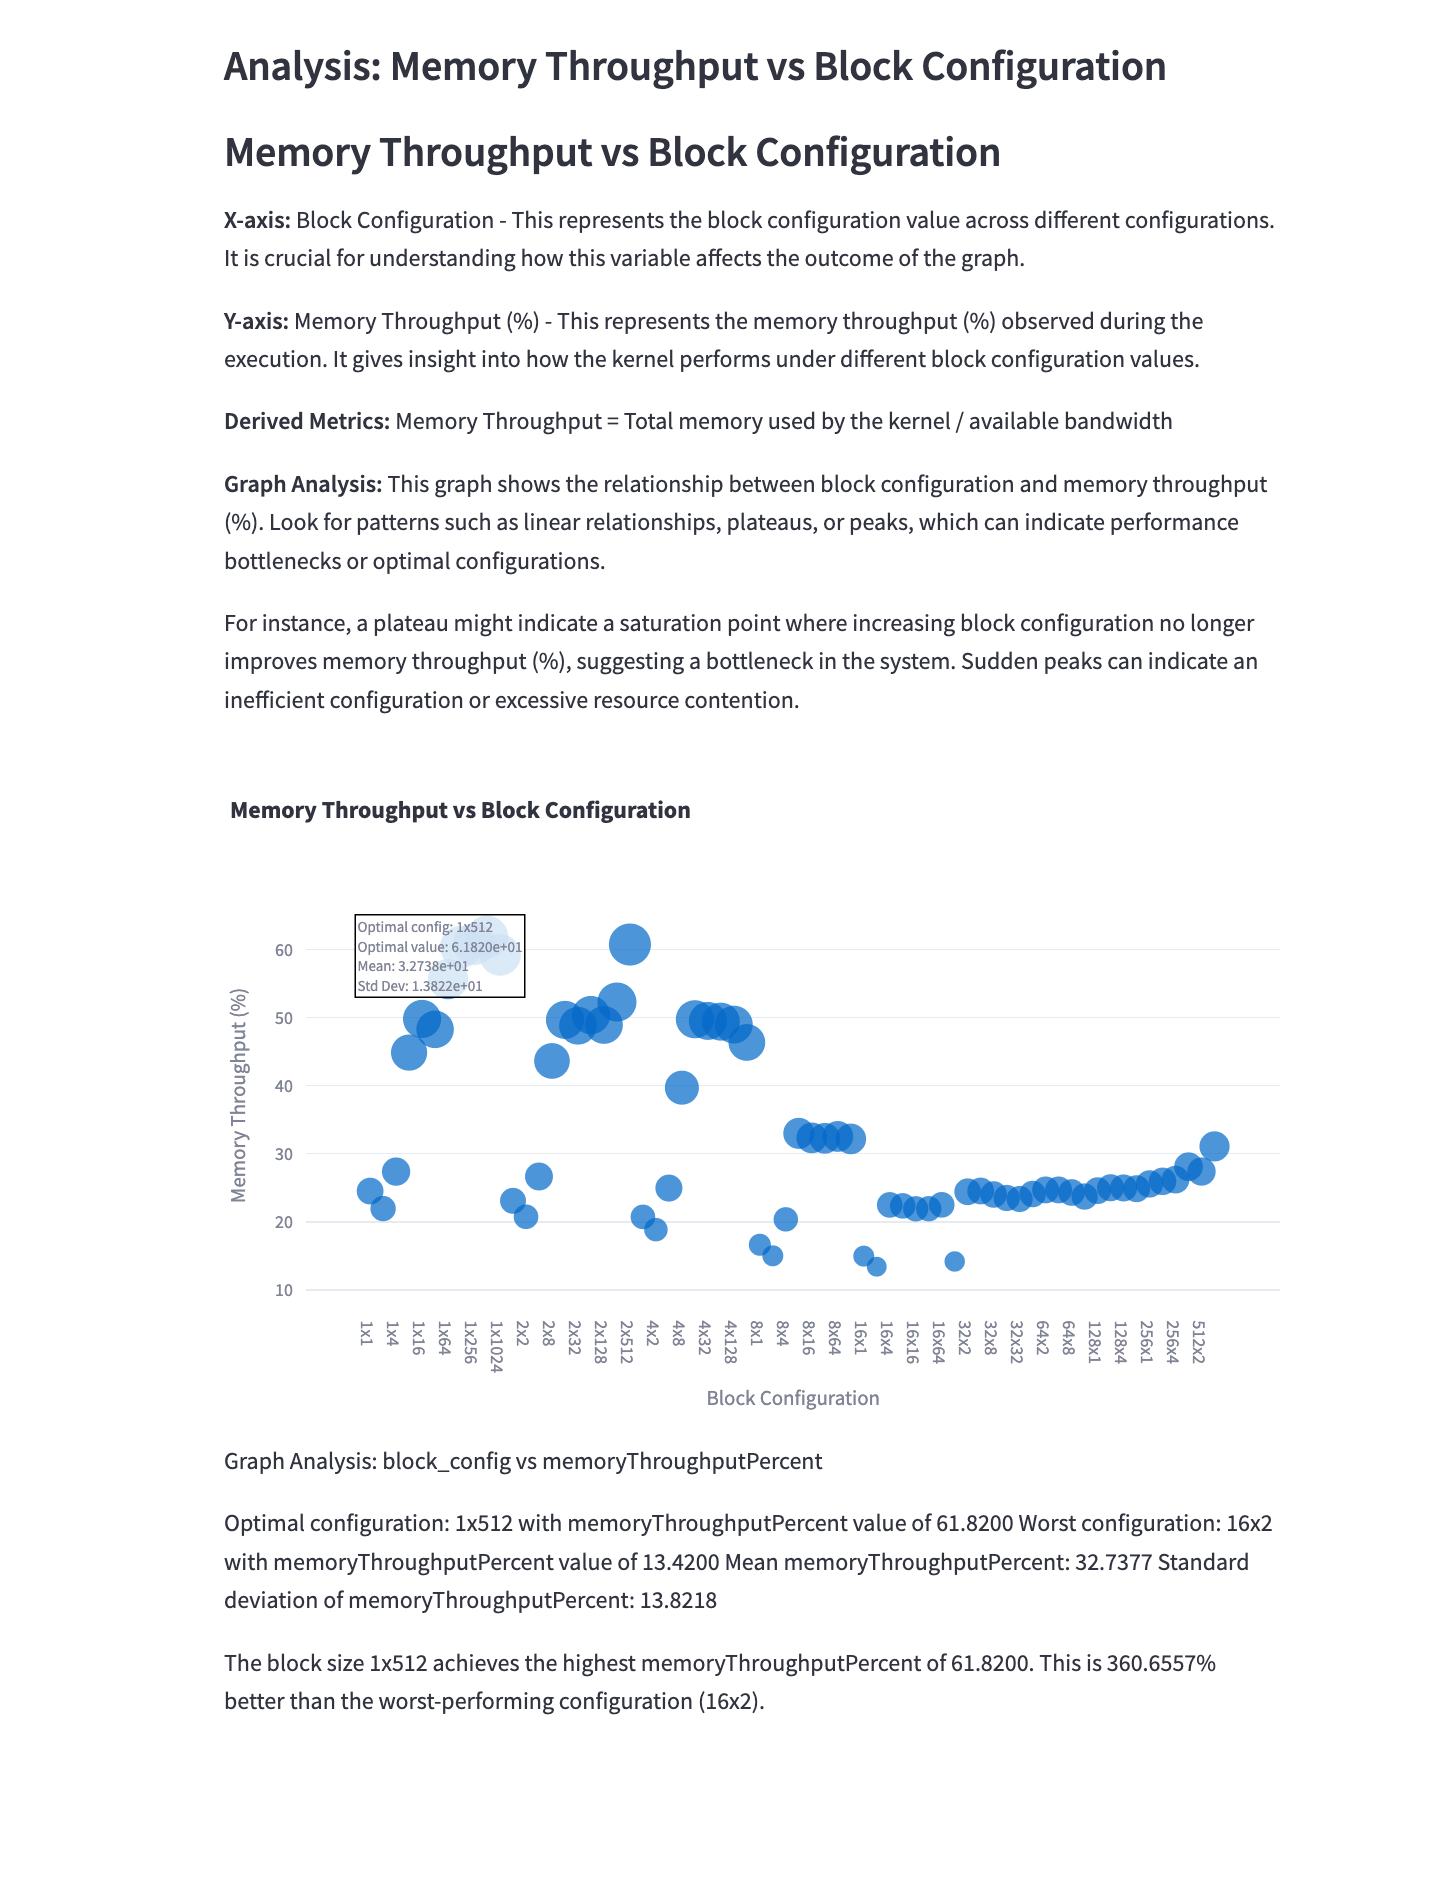 Analysis: Memory Throughput vs Block Configuration
Memory Throughput vs Block Configuration
X-axis: Block Configuration - This represents the block configuration value across different configurations.
It is crucial for understanding how this variable affects the outcome of the graph.
Y-axis: Memory Throughput (%) - This represents the memory throughput (%) observed during the
execution. It gives insight into how the kernel performs under different block configuration values.
Derived Metrics: Memory Throughput = Total memory used by the kernel / available bandwidth
Graph Analysis: This graph shows the relationship between block configuration and memory throughput
(%). Look for patterns such as linear relationships, plateaus, or peaks, which can indicate performance
bottlenecks or optimal configurations.
For instance, a plateau might indicate a saturation point where increasing block configuration no longer
improves memory throughput (%), suggesting a bottleneck in the system. Sudden peaks can indicate an
inefficient configuration or excessive resource contention.
Memory Throughput vs Block Configuration
Optimal config: 1x512
Optimal value: 6.1820e+01
Mean: 3.2738e+01
Std Dev: 1.3822e+01
Memory Throughput (%)
60
50
40
30
20
10
1x1
1x4
1x16
1x64
1x256
1x1024
2x2
2x8
2x32
2x128
2x512
4x2
4x8
4x32
4x128
8x1
8x4
8x16
8x64
16x1
16x4
16x16
16x64
32x2
32x8
32x32
64x2
64x8
128x1
128x4
256x1
256x4
512x2
Block Configuration
Graph Analysis: block_config vs memoryThroughputPercent
Optimal configuration: 1x512 with memoryThroughputPercent value of 61.8200 Worst configuration: 16x2
with memoryThroughputPercent value of 13.4200 Mean memoryThroughputPercent: 32.7377 Standard
deviation of memoryThroughputPercent: 13.8218
The block size 1x512 achieves the highest memoryThroughputPercent of 61.8200. This is 360.6557%
better than the worst-performing configuration (16x2).